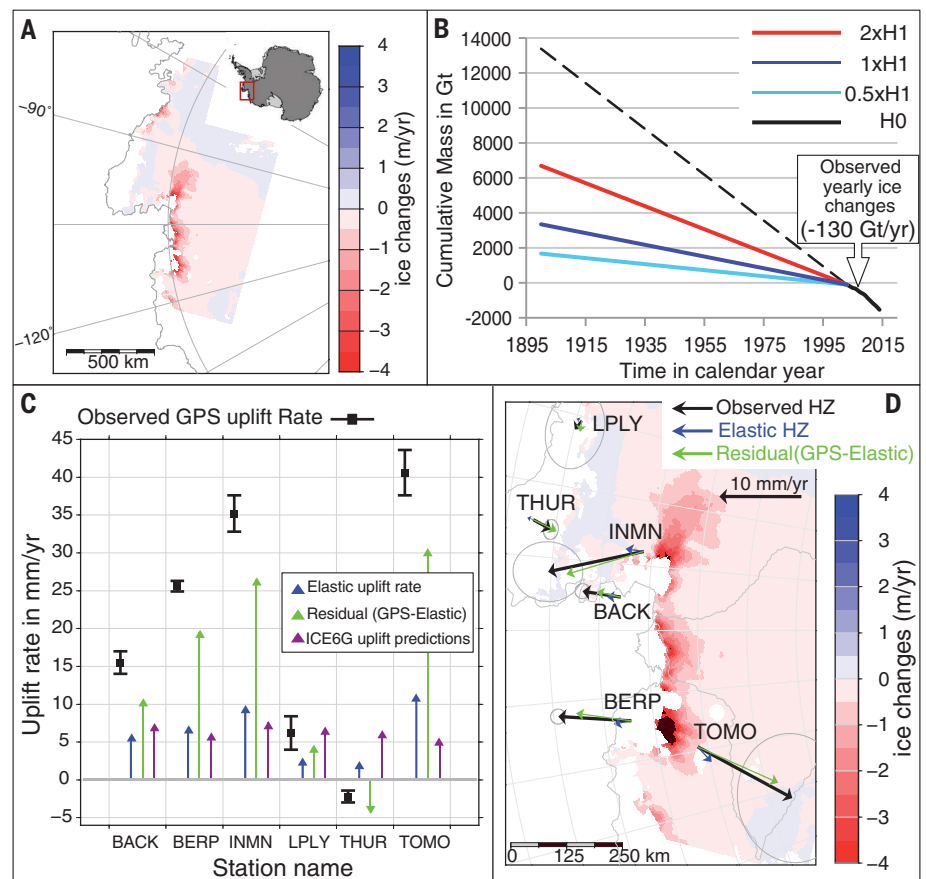 A
−90°
−120°
500 km
4
3
2
1
0
−1
−2
−3
−4
ice changes (m/yr)
B
14000
12000
10000
8000
6000
4000
2000
0
-2000
Cumulative Mass in Gt
2xH1
1xH1
0.5xH1
H0
Observed
yearly ice
changes
(-130 Gt/yr)
1895 1915 1935 1955 1975 1995 2015
Time in calendar year
C
Observed GPS uplift Rate
45
40
35
30
25
20
15
10
5
0
−5
Uplift rate in mm/yr
Elastic uplift rate
Residual (GPS-Elastic)
ICE6G uplift predictions
BACK BERP INMN LPLY THUR TOMO
Station name
D
Observed HZ
Elastic HZ
Residual(GPS-Elastic)
10 mm/yr
LPLY
THUR
INMN
BACK
BERP
TOMO
0 125 250 km
4
3
2
1
0
−1
−2
−3
−4
ice changes (m/yr)